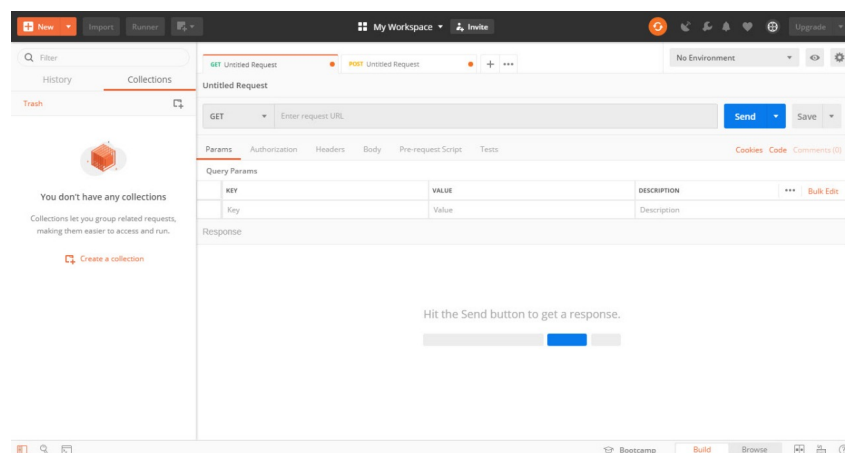 New Import Runner My Workspace Invite Upgrade
Filter
History Collections
Trash
You don't have any collections
Collections let you group related requests,
making them easier to access and run.
Create a collection
GET Untitled Request POST Untitled Request No Environment
Untitled Request
GET Enter request URL Send Save
Params Authorization Headers Body Pre-request Script Tests Cookies Code Comments (0)
Query Params
KEY VALUE DESCRIPTION Bulk Edit
Key Value Description
Response
Hit the Send button to get a response.
Bootcamp Build Browse